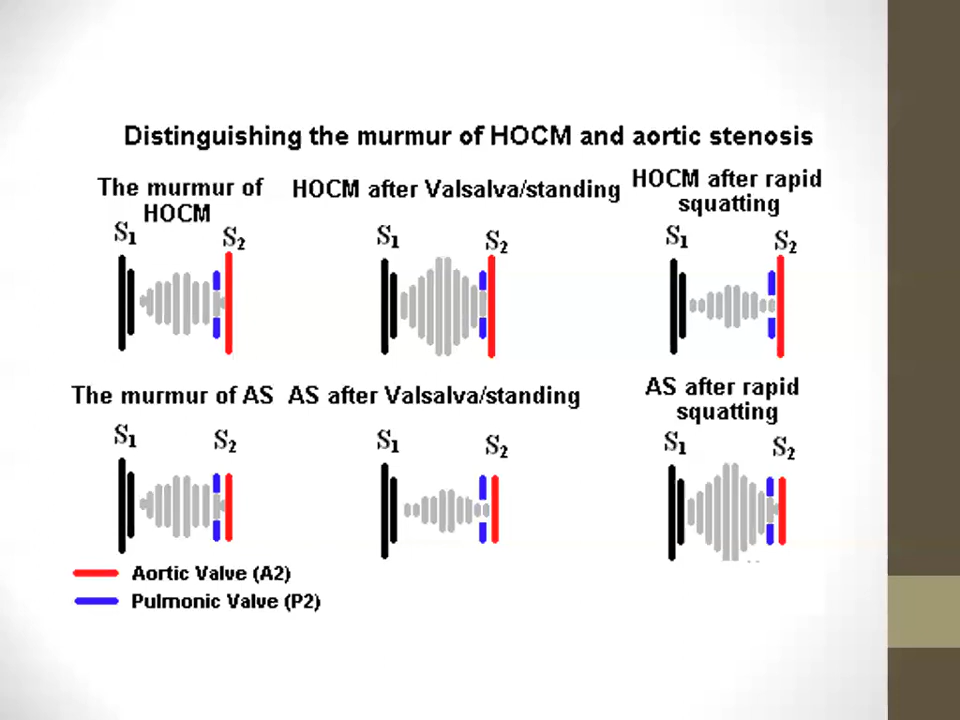 Distinguishing the murmur of HOCM and aortic stenosis
The murmur of
HOCM
S1 S2
HOCM after Valsalva/standing
S1 S2
HOCM after rapid
squatting
S1 S2
The murmur of AS
S1 S2
AS after Valsalva/standing
S1 S2
AS after rapid
squatting
S1 S2
Aortic Valve (A2)
Pulmonic Valve (P2)